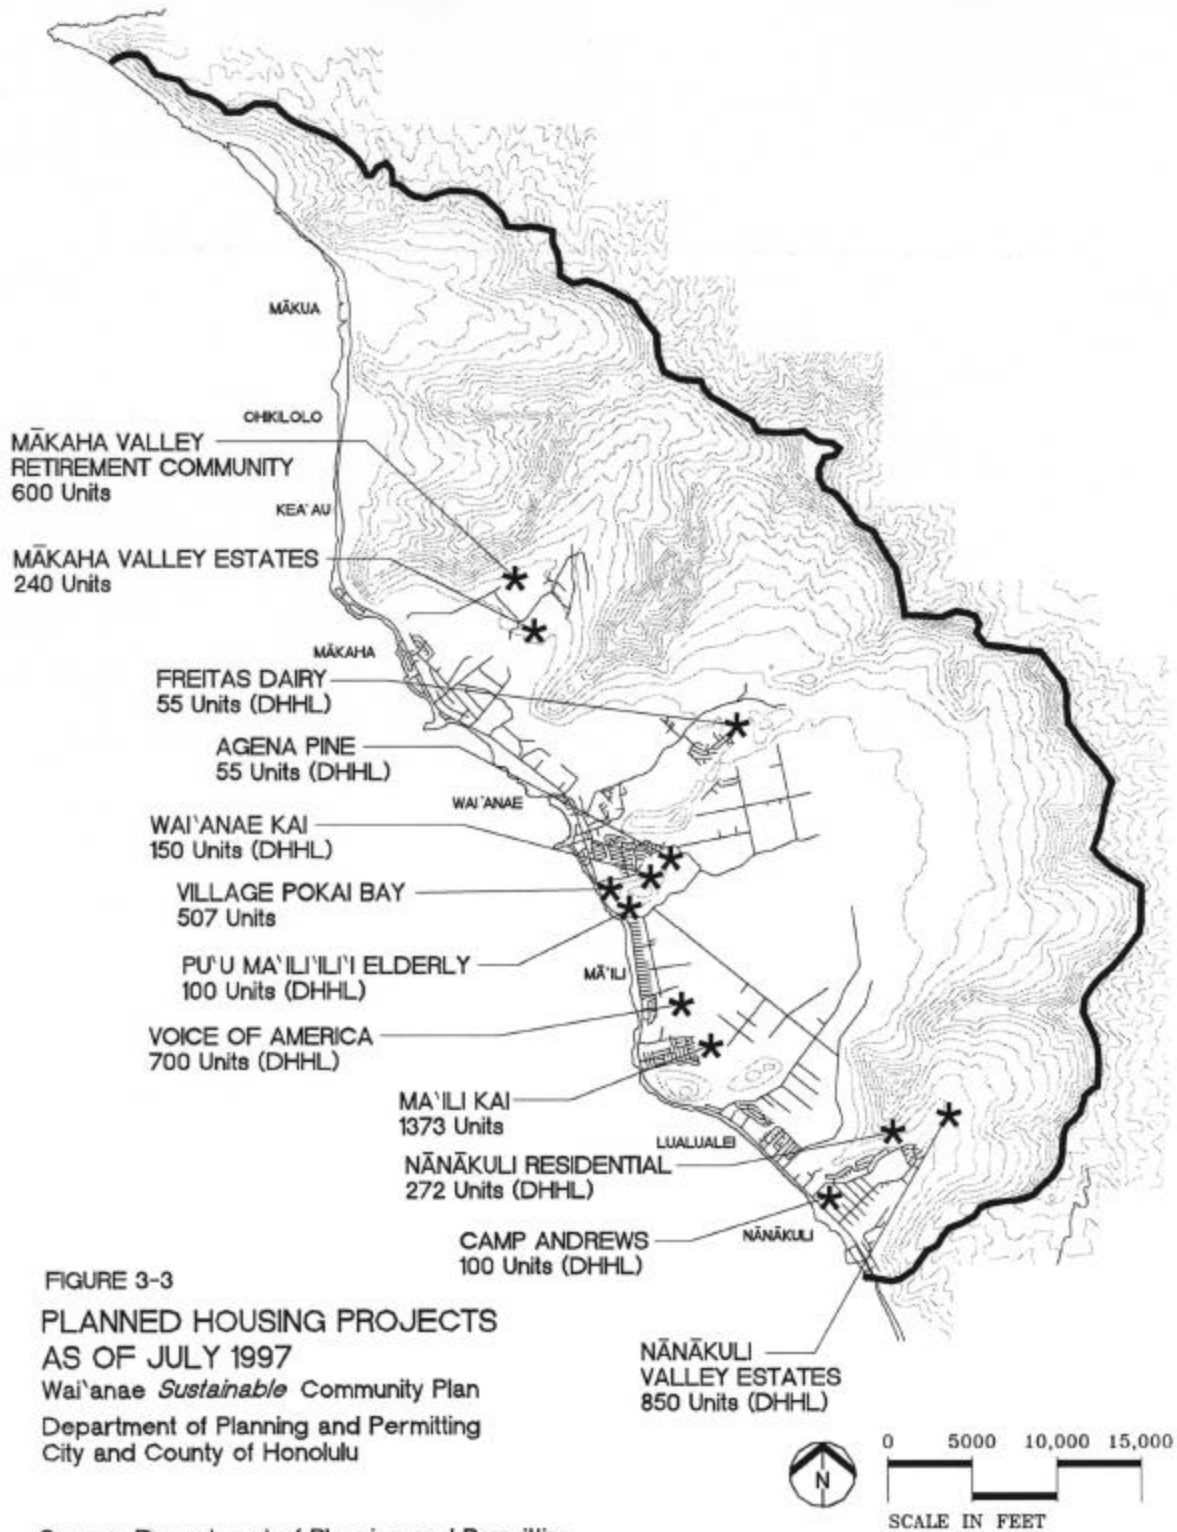 MĀKUA
OHIKILOLO
MĀKAHA VALLEY
RETIREMENT COMMUNITY
600 Units
KEA`AU
MĀKAHA VALLEY ESTATES
240 Units
MĀKAHA
FREITAS DAIRY
55 Units (DHHL)
AGENA PINE
55 Units (DHHL)
WAI`ANAE
WAI`ANAE KAI
150 Units (DHHL)
VILLAGE POKAI BAY
507 Units
PU`U MA`ILI`ILI`I ELDERLY
100 Units (DHHL)
MĀ`ILI
VOICE OF AMERICA
700 Units (DHHL)
MA`ILI KAI
1373 Units
LUALUALEI
NĀNĀKULI RESIDENTIAL
272 Units (DHHL)
CAMP ANDREWS
100 Units (DHHL)
NĀNĀKULI
FIGURE 3-3
PLANNED HOUSING PROJECTS
AS OF JULY 1997
Wai`anae Sustainable Community Plan
Department of Planning and Permitting
City and County of Honolulu
NĀNĀKULI
VALLEY ESTATES
850 Units (DHHL)
N
0 5000 10,000 15,000
SCALE IN FEET